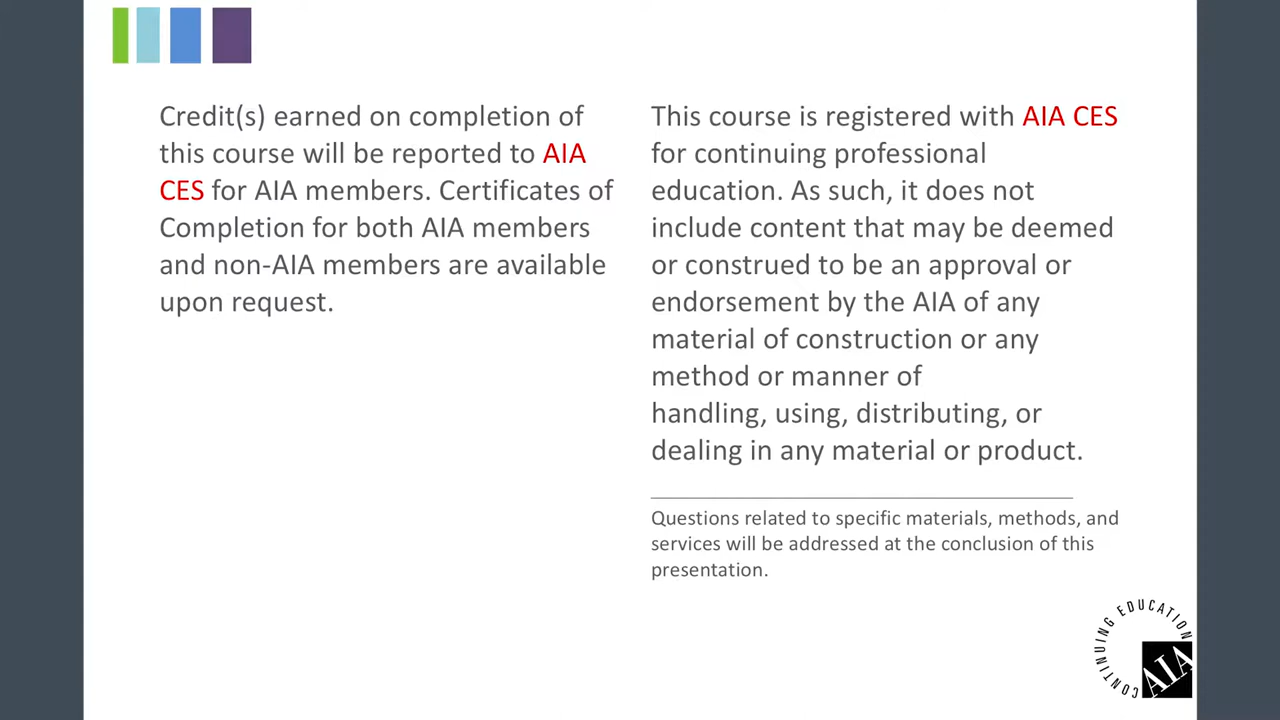 Credit(s) earned on completion of
this course will be reported to AIA
CES for AIA members. Certificates of
Completion for both AIA members
and non-AIA members are available
upon request.
This course is registered with AIA CES
for continuing professional
education. As such, it does not
include content that may be deemed
or construed to be an approval or
endorsement by the AIA of any
material of construction or any
method or manner of
handling, using, distributing, or
dealing in any material or product.
Questions related to specific materials, methods, and
services will be addressed at the conclusion of this
presentation.
CONTINUING EDUCATION
AIA